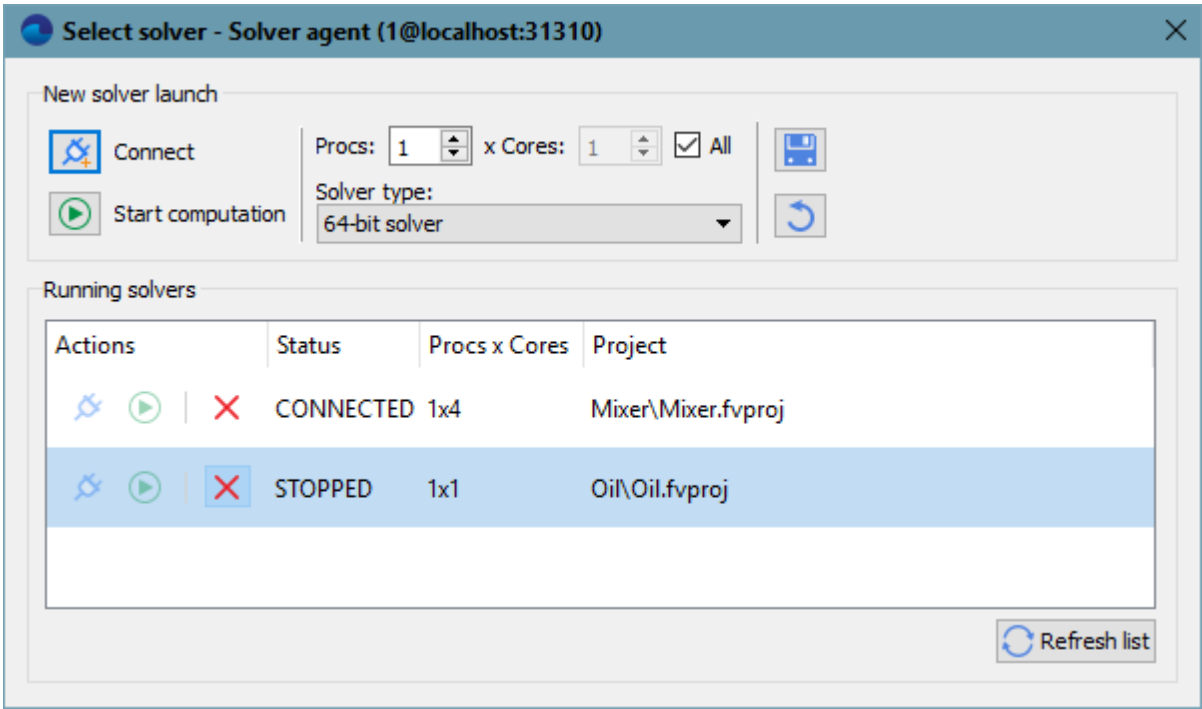 Select solver - Solver agent (1@localhost:31310)
New solver launch
Connect
Procs: 1 x Cores: 1 All
Solver type:
Start computation
64-bit solver
Running solvers
Actions Status Procs x Cores Project
CONNECTED 1x4 Mixer\Mixer.fvproj
STOPPED 1x1 Oil\Oil.fvproj
Refresh list